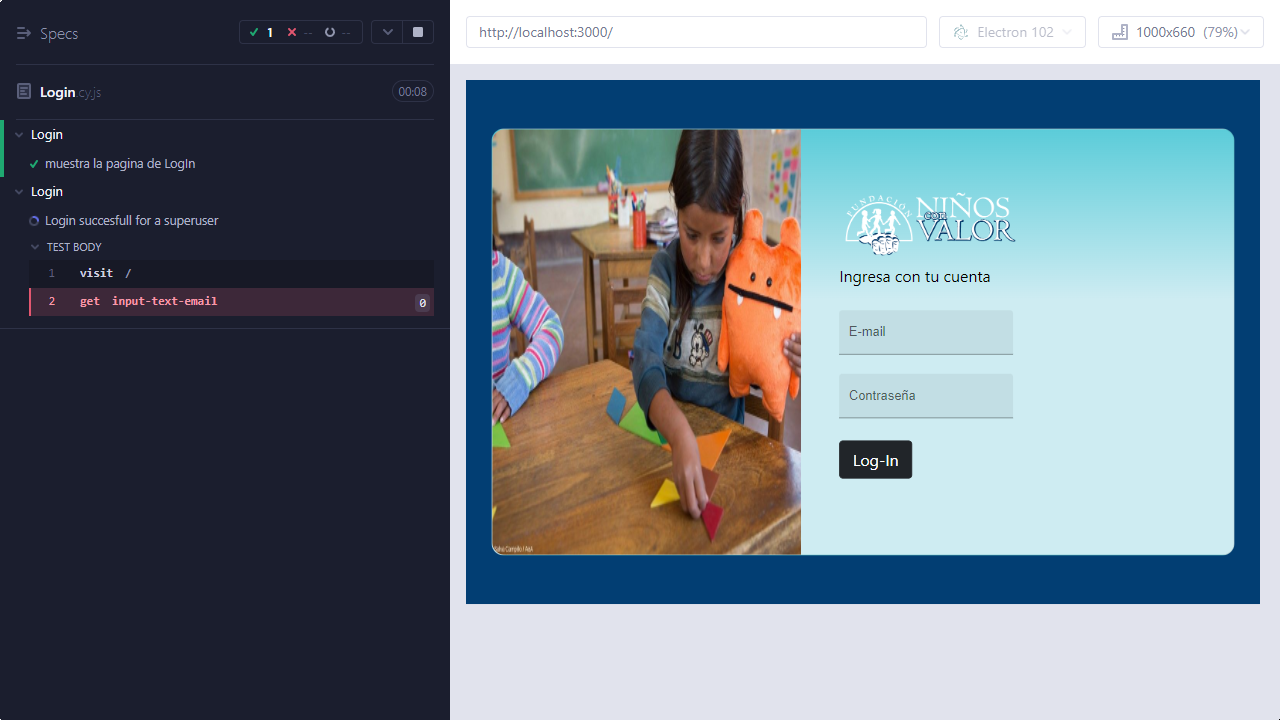 Specs
1
--
--
Login.cy.js
00:08
Login
muestra la pagina de LogIn
Login
Login succesfull for a superuser
TEST BODY
1 visit /
2 get input-text-email 0
http://localhost:3000/
Electron 102
1000x660 (79%)
FUNDACIÓN
NIÑOS
con
VALOR
Ingresa con tu cuenta
E-mail
Contraseña
Log-In